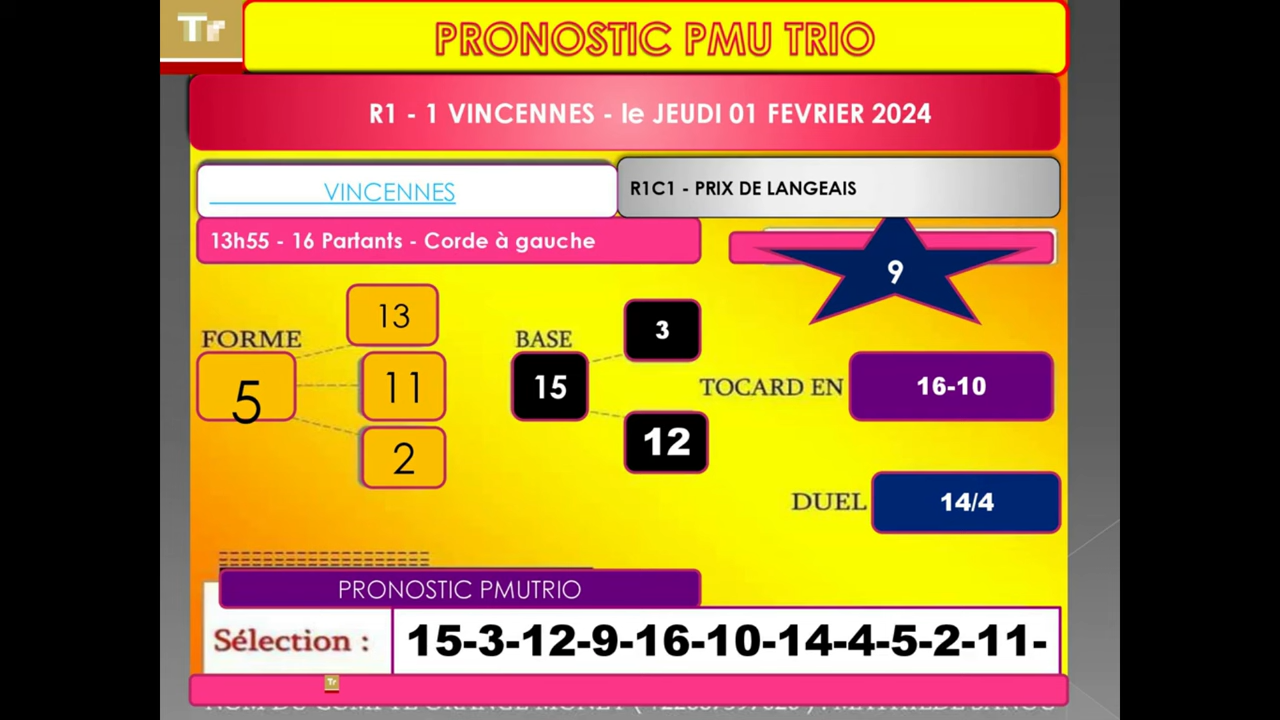 Tr
PRONOSTIC PMU TRIO
R1 - 1 VINCENNES - le JEUDI 01 FEVRIER 2024
VINCENNES
R1C1 - PRIX DE LANGEAIS
13h55 - 16 Partants - Corde à gauche
9
FORME
5
13
11
2
BASE
15
3
12
TOCARD EN
16-10
DUEL
14/4
PRONOSTIC PMUTRIO
Sélection :
15-3-12-9-16-10-14-4-5-2-11-
Tr